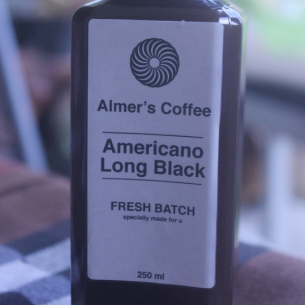 Almer's Coffee
Americano
Long Black
FRESH BATCH
specially made for u
250 ml